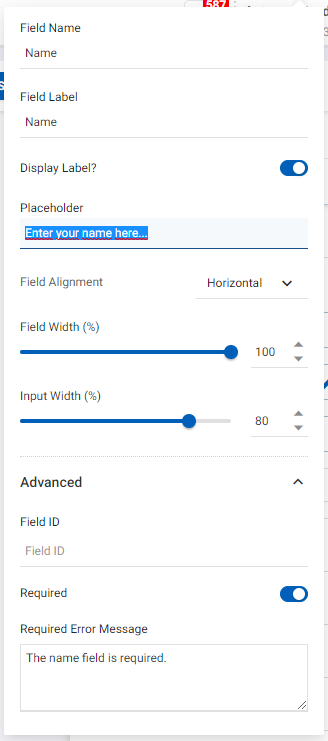 587
Field Name
Name
Field Label
Name
Display Label?
Placeholder
Enter your name here...
Field Alignment
Horizontal
Field Width (%)
100
Input Width (%)
80
Advanced
Field ID
Field ID
Required
Required Error Message
The name field is required.